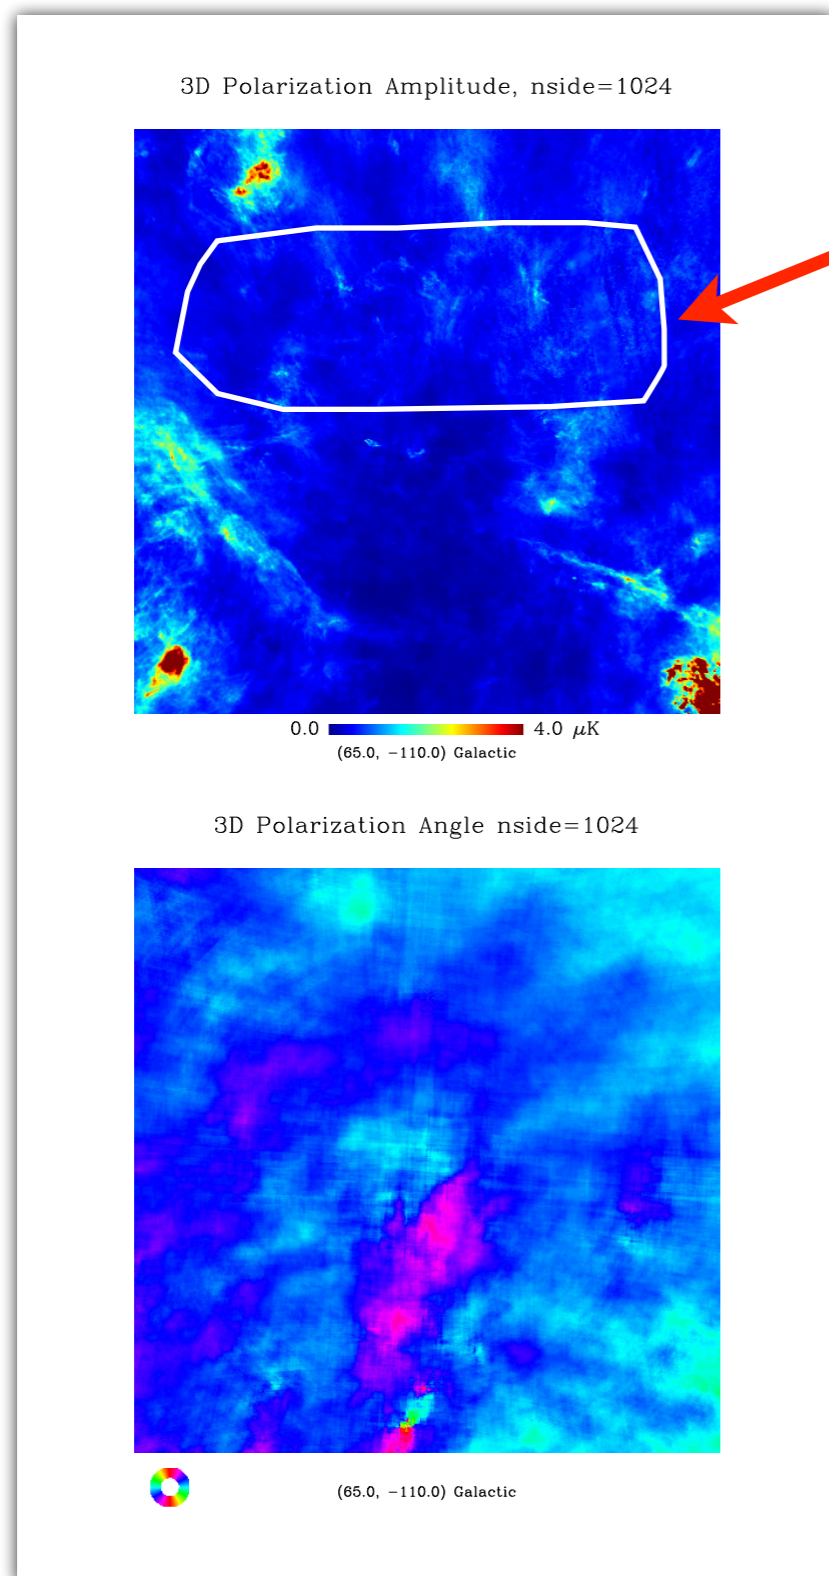 3D Polarization Amplitude, nside=1024
0.0 4.0 μK
(65.0, −110.0) Galactic
3D Polarization Angle nside=1024
(65.0, −110.0) Galactic